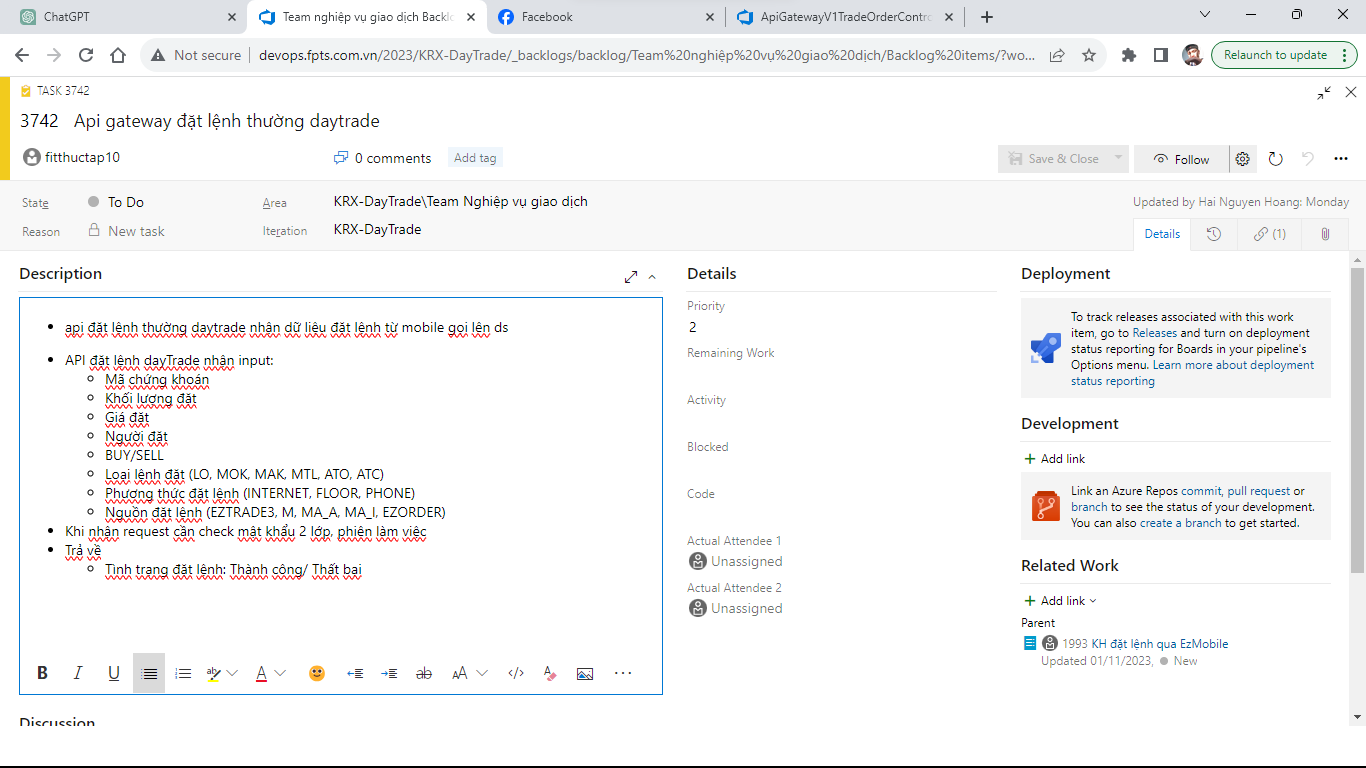 ChatGPT
Team nghiệp vụ giao dịch Backlo
Facebook
ApiGatewayV1TradeOrderContro
Not secure
devops.fpts.com.vn/2023/KRX-DayTrade/_backlogs/backlog/Team%20nghiệp%20vụ%20giao%20dịch/Backlog%20items/?wo...
Relaunch to update
TASK 3742
3742 Api gateway đặt lệnh thường daytrade
fitthuctap10
0 comments
Add tag
Save & Close
Follow
State
To Do
Area
KRX-DayTrade\Team Nghiệp vụ giao dịch
Updated by Hai Nguyen Hoang: Monday
Reason
New task
Iteration
KRX-DayTrade
Details
(1)
Description
api đặt lệnh thường daytrade nhận dữ liệu đặt lệnh từ mobile gọi lên ds
API đặt lệnh dayTrade nhận input:
Mã chứng khoán
Khối lượng đặt
Giá đặt
Người đặt
BUY/SELL
Loại lệnh đặt (LO, MOK, MAK, MTL, ATO, ATC)
Phương thức đặt lệnh (INTERNET, FLOOR, PHONE)
Nguồn đặt lệnh (EZTRADE3, M, MA_A, MA_I, EZORDER)
Khi nhận request cần check mật khẩu 2 lớp, phiên làm việc
Trả về
Tình trạng đặt lệnh: Thành công/ Thất bại
B I U
ab
A
ab
AA
</>
A
...
Discussion
Details
Priority
2
Remaining Work
Activity
Blocked
Code
Actual Attendee 1
Unassigned
Actual Attendee 2
Unassigned
Deployment
To track releases associated with this work
item, go to Releases and turn on deployment
status reporting for Boards in your pipeline's
Options menu. Learn more about deployment
status reporting
Development
Add link
Link an Azure Repos commit, pull request or
branch to see the status of your development.
You can also create a branch to get started.
Related Work
Add link
Parent
1993 KH đặt lệnh qua EzMobile
Updated 01/11/2023, New